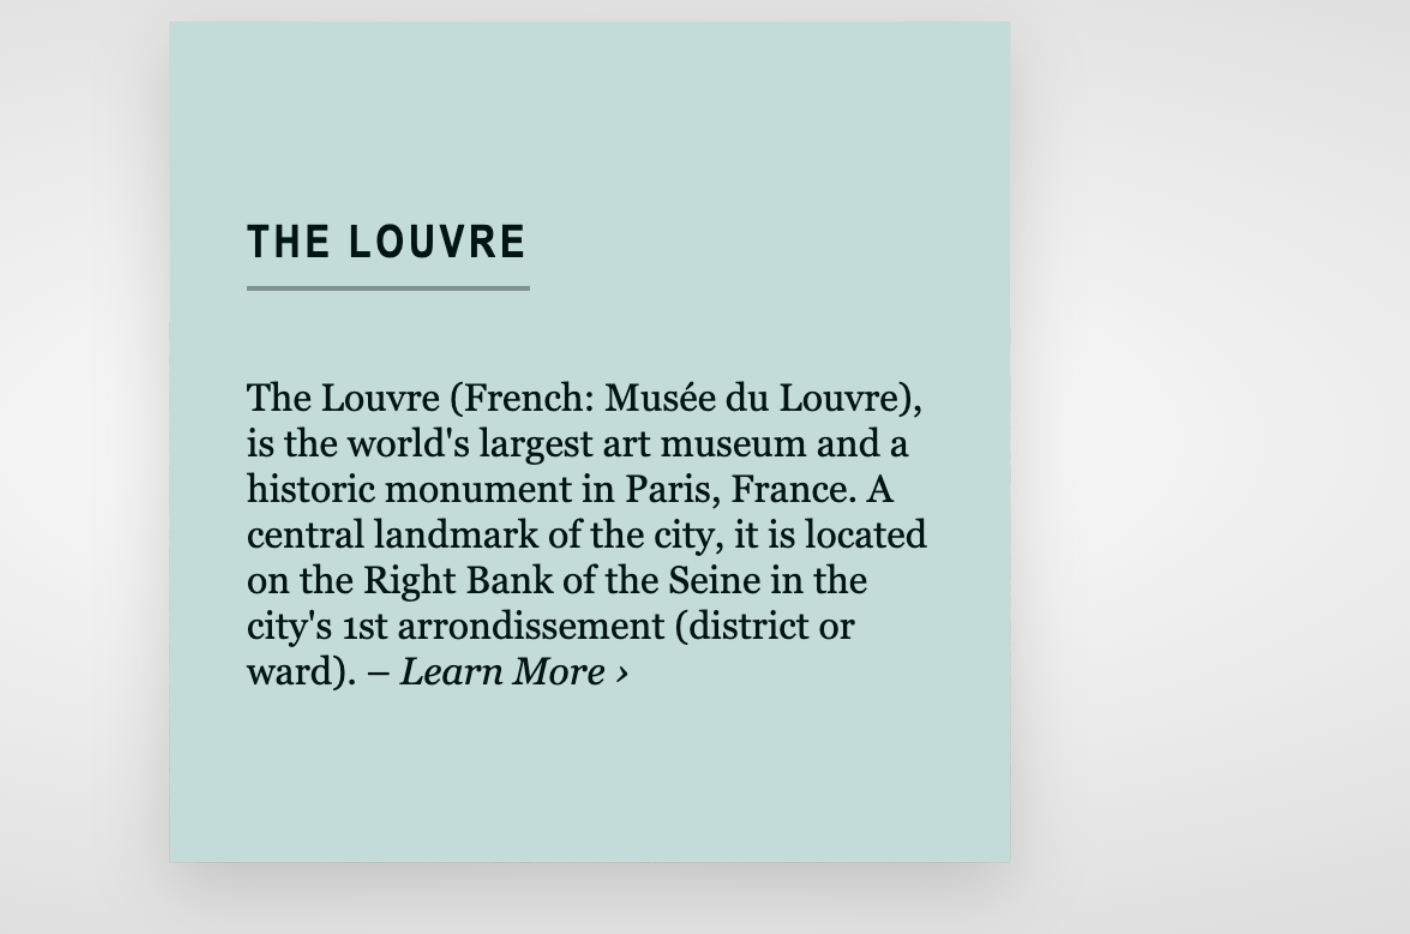 THE LOUVRE
The Louvre (French: Musée du Louvre),
is the world's largest art museum and a
historic monument in Paris, France. A
central landmark of the city, it is located
on the Right Bank of the Seine in the
city's 1st arrondissement (district or
ward). – Learn More ›